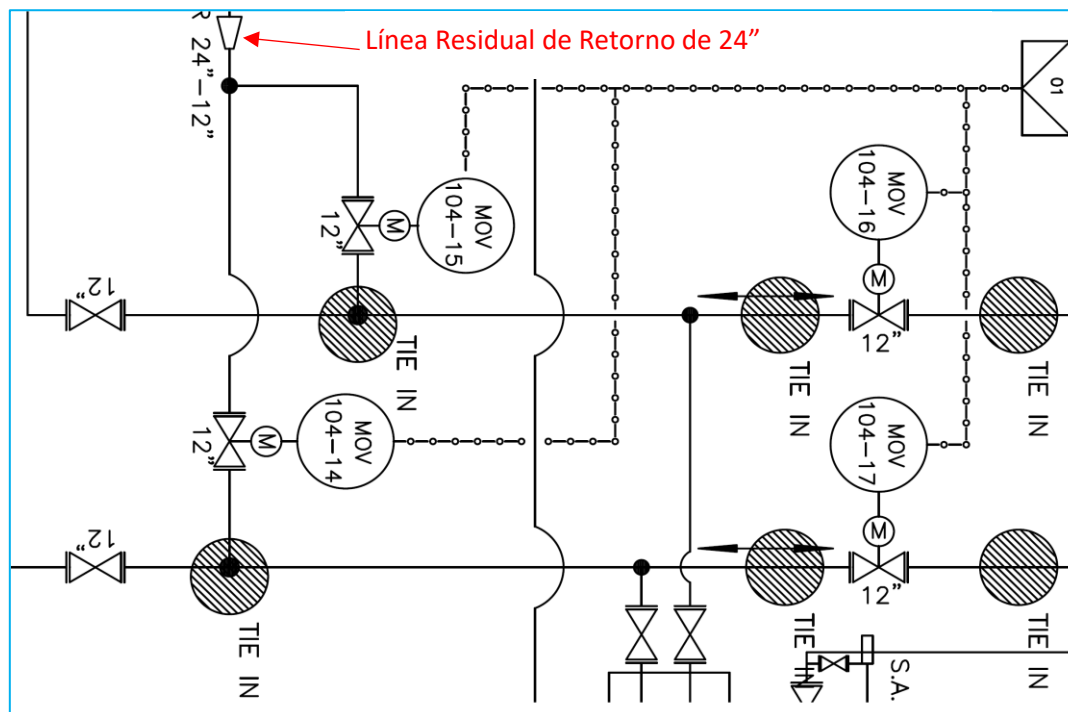 Línea Residual de Retorno de 24”
R 24”–12”
01
MOV
104–15
M
12”
MOV
104–16
M
12”
12”
TIE IN
TIE IN
TIE IN
MOV
104–14
M
12”
MOV
104–17
M
12”
12”
TIE IN
TIE IN
TIE IN
S.A.